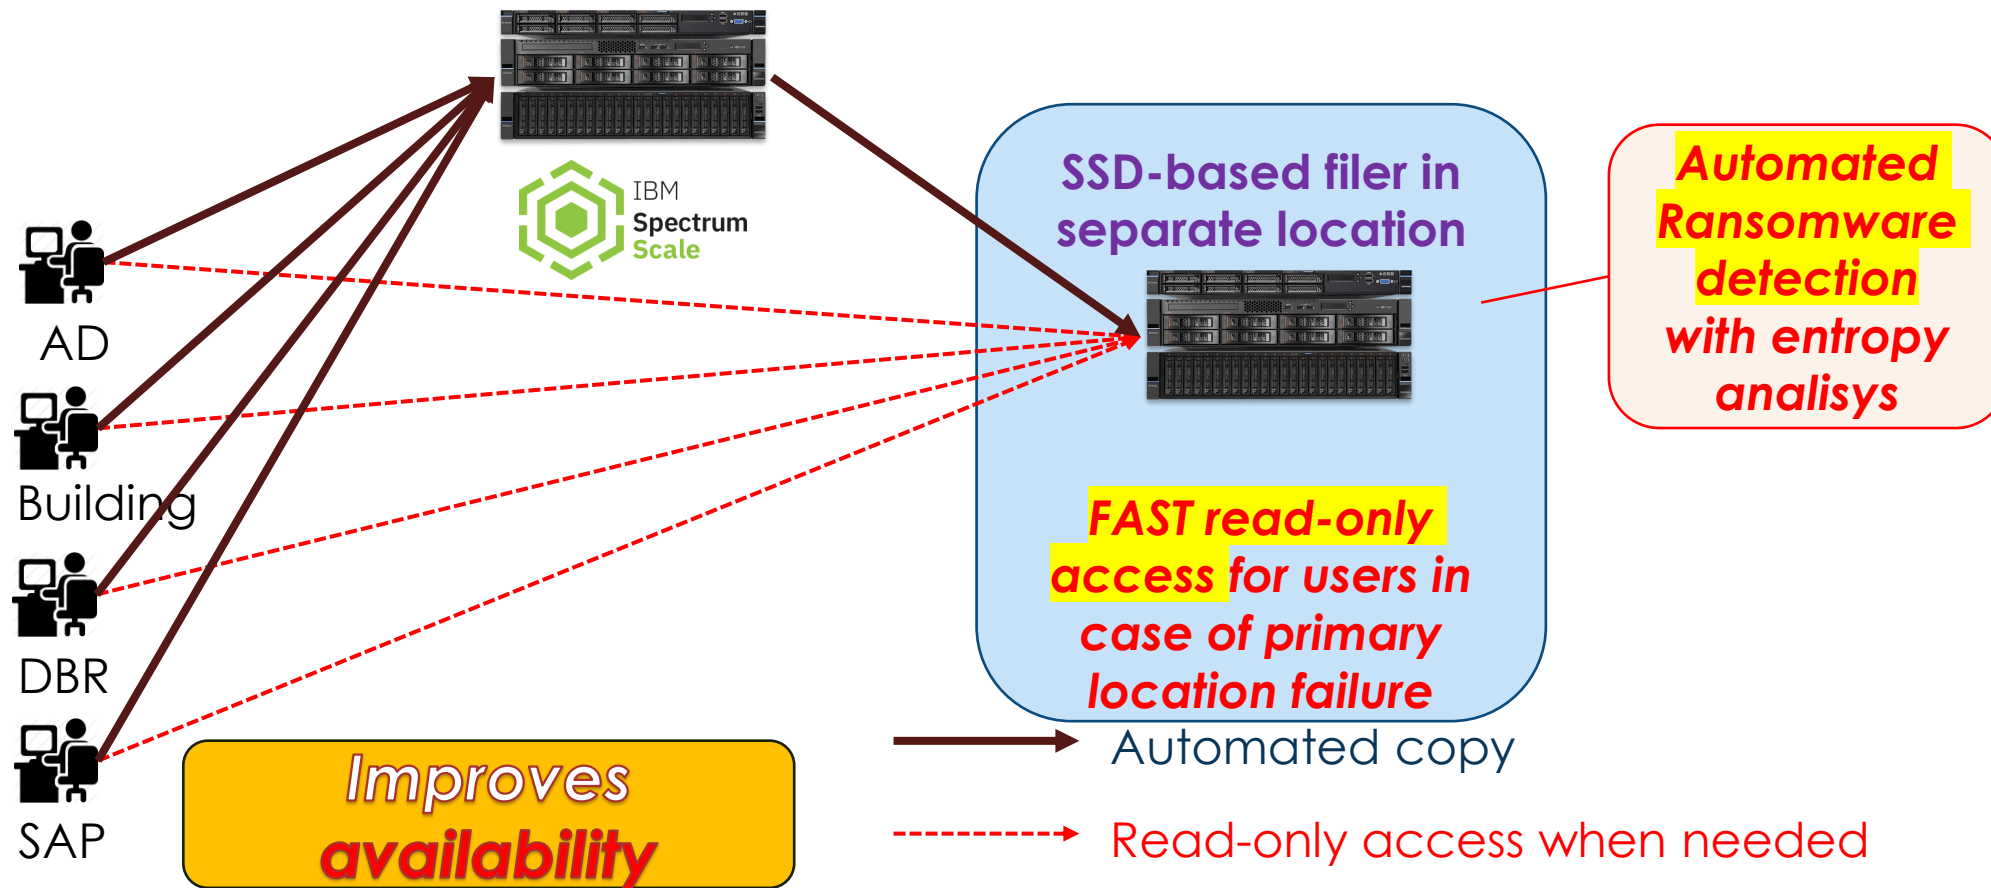 IBM
Spectrum
Scale
AD
Building
DBR
SAP
SSD-based filer in
separate location
FAST read-only
access for users in
case of primary
location failure
Automated
Ransomware
detection
with entropy
analisys
Improves
availability
Automated copy
Read-only access when needed